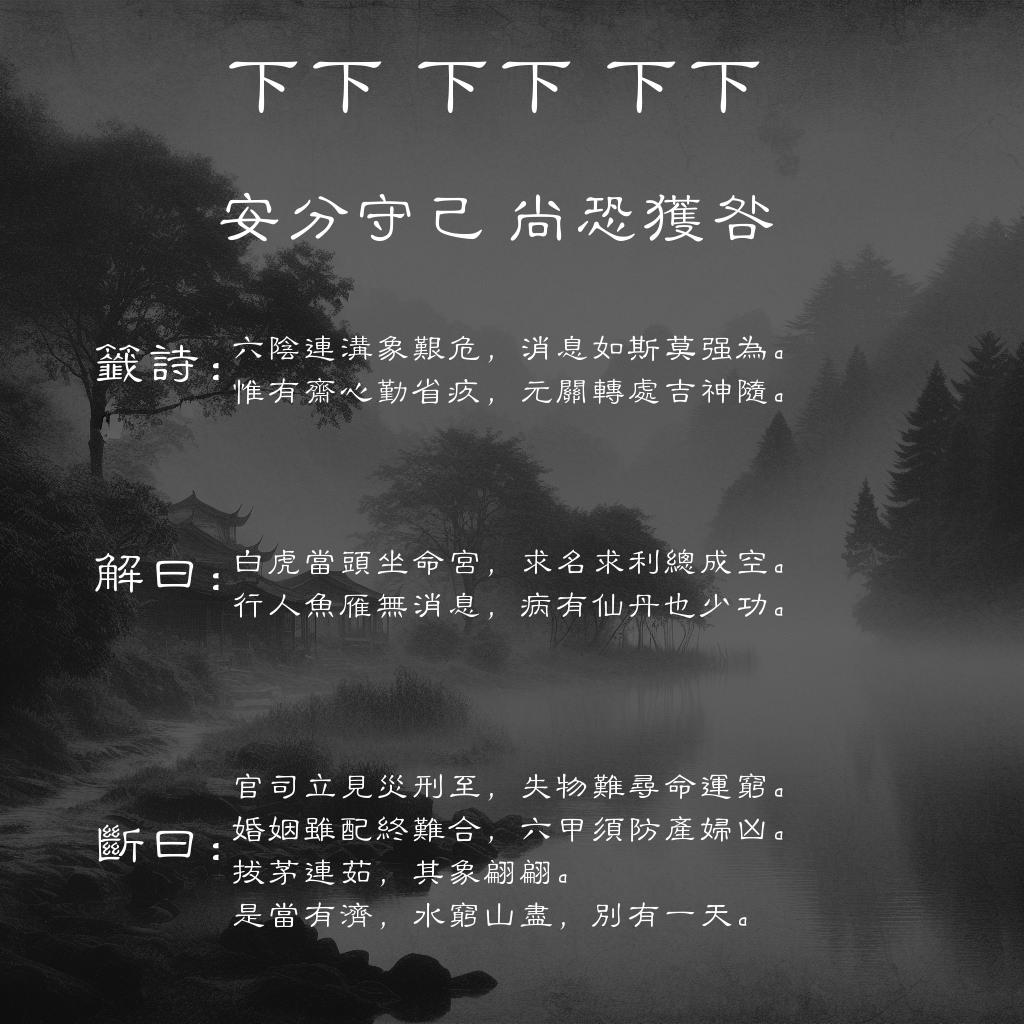 下下 下下 下下
安分守己 尚恐獲咎
籤詩:
六陰連溝象艱危,消息如斯莫强為。
惟有齋心勤省疚,元關轉處吉神隨。
解曰:
白虎當頭坐命宮,求名求利總成空。
行人魚雁無消息,病有仙丹也少功。
斷曰:
官司立見災刑至,失物難尋命運窮。
婚姻雖配終難合,六甲須防產婦凶。
拔茅連茹,其象翩翩。
是當有濟,水窮山盡,別有一天。